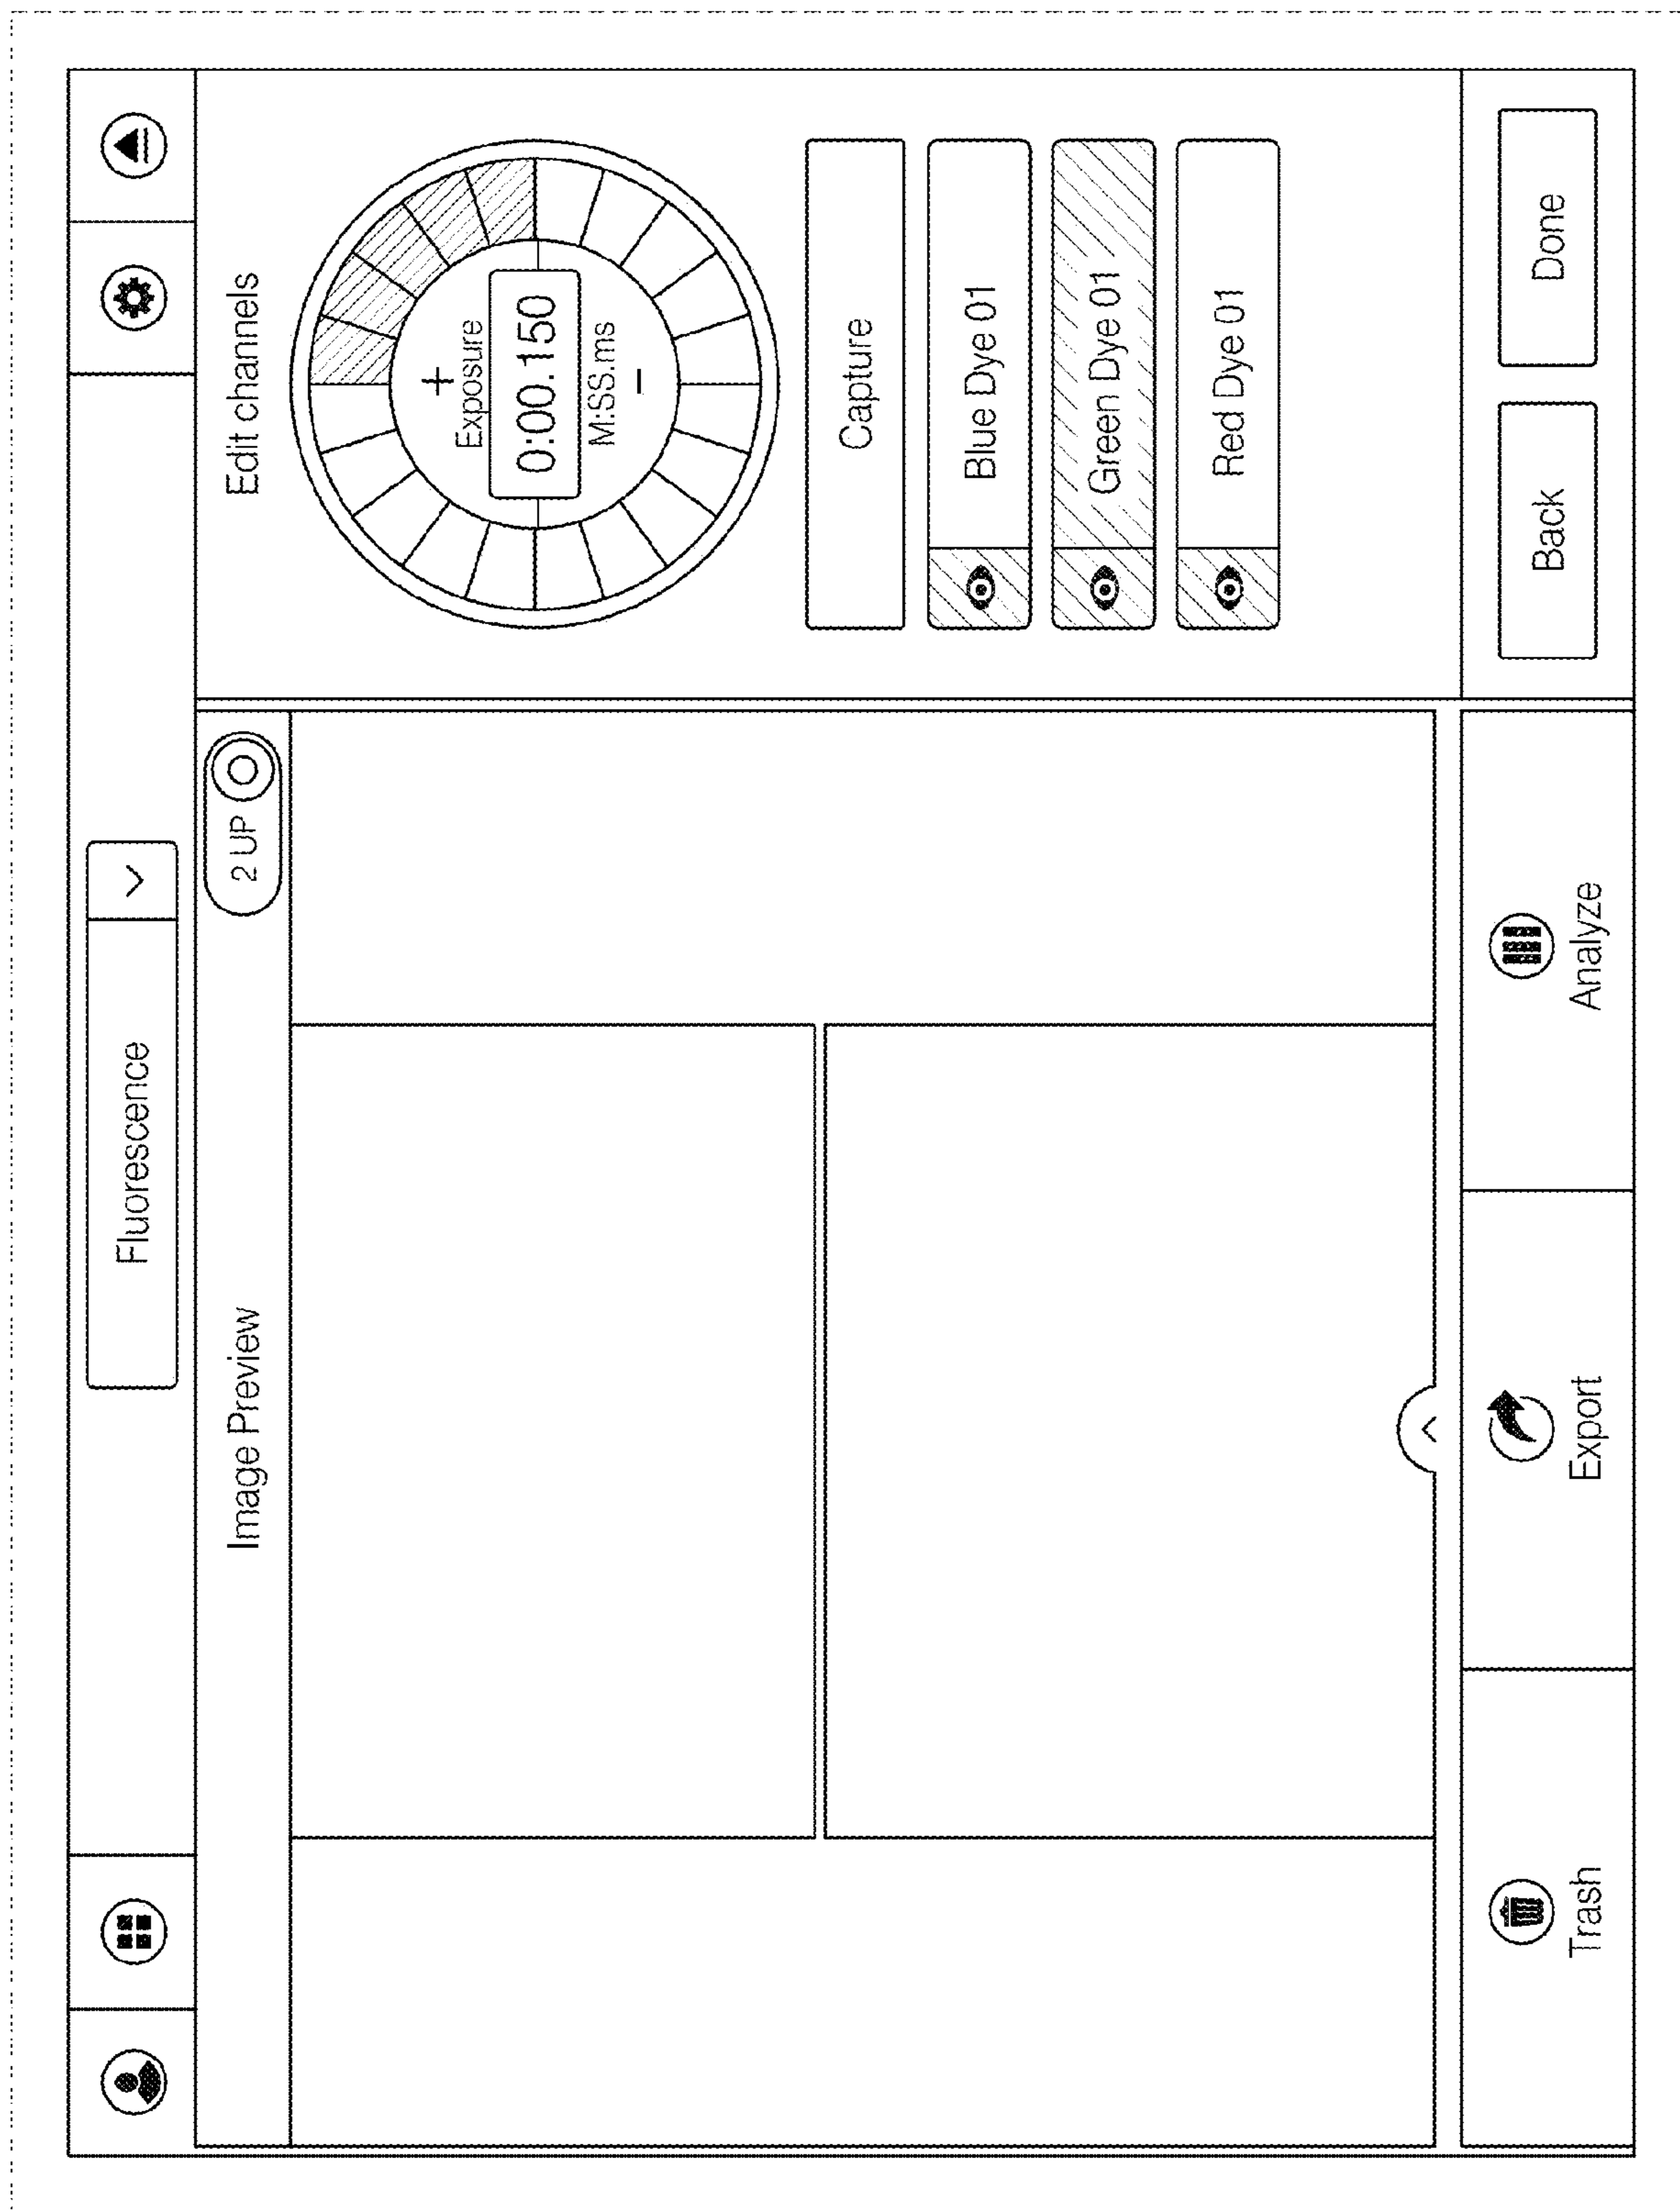 Fluorescence
Image Preview
2 UP
Edit channels
+
Exposure
0:00.150
M:SS.ms
−
Capture
Blue Dye 01
Green Dye 01
Red Dye 01
Trash
Export
Analyze
Back
Done